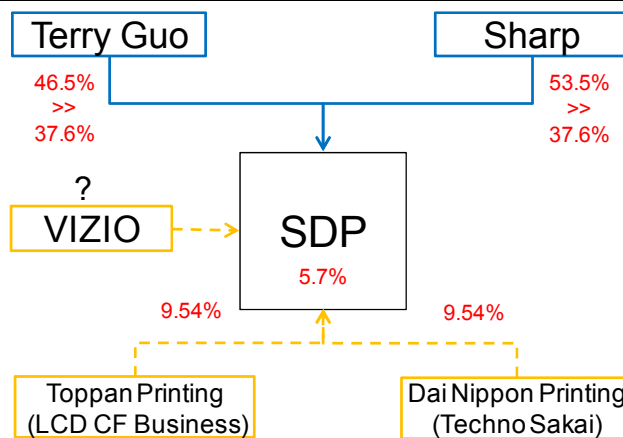 Terry Guo
Sharp
46.5%
>>
37.6%
53.5%
>>
37.6%
?
VIZIO
SDP
5.7%
9.54%
9.54%
Toppan Printing
(LCD CF Business)
Dai Nippon Printing
(Techno Sakai)